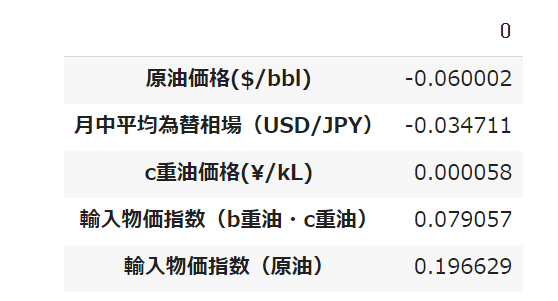 0
原油価格($/bbl) -0.060002
月中平均為替相場（USD/JPY） -0.034711
c重油価格(¥/kL) 0.000058
輸入物価指数（b重油・c重油） 0.079057
輸入物価指数（原油） 0.196629